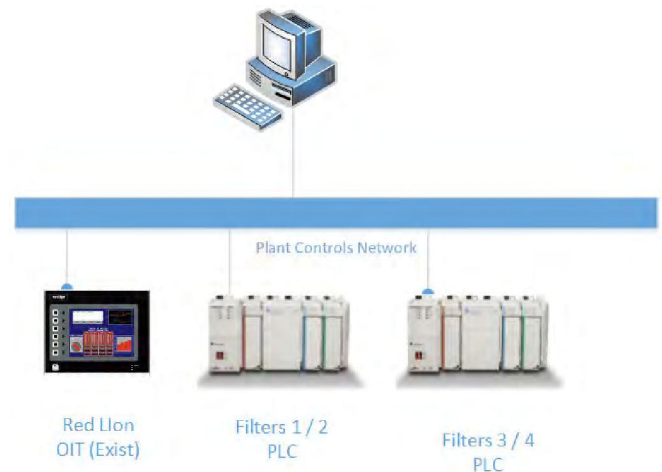 Plant Controls Network
Red LIon
OIT (Exist)
Filters 1 / 2
PLC
Filters 3 / 4
PLC